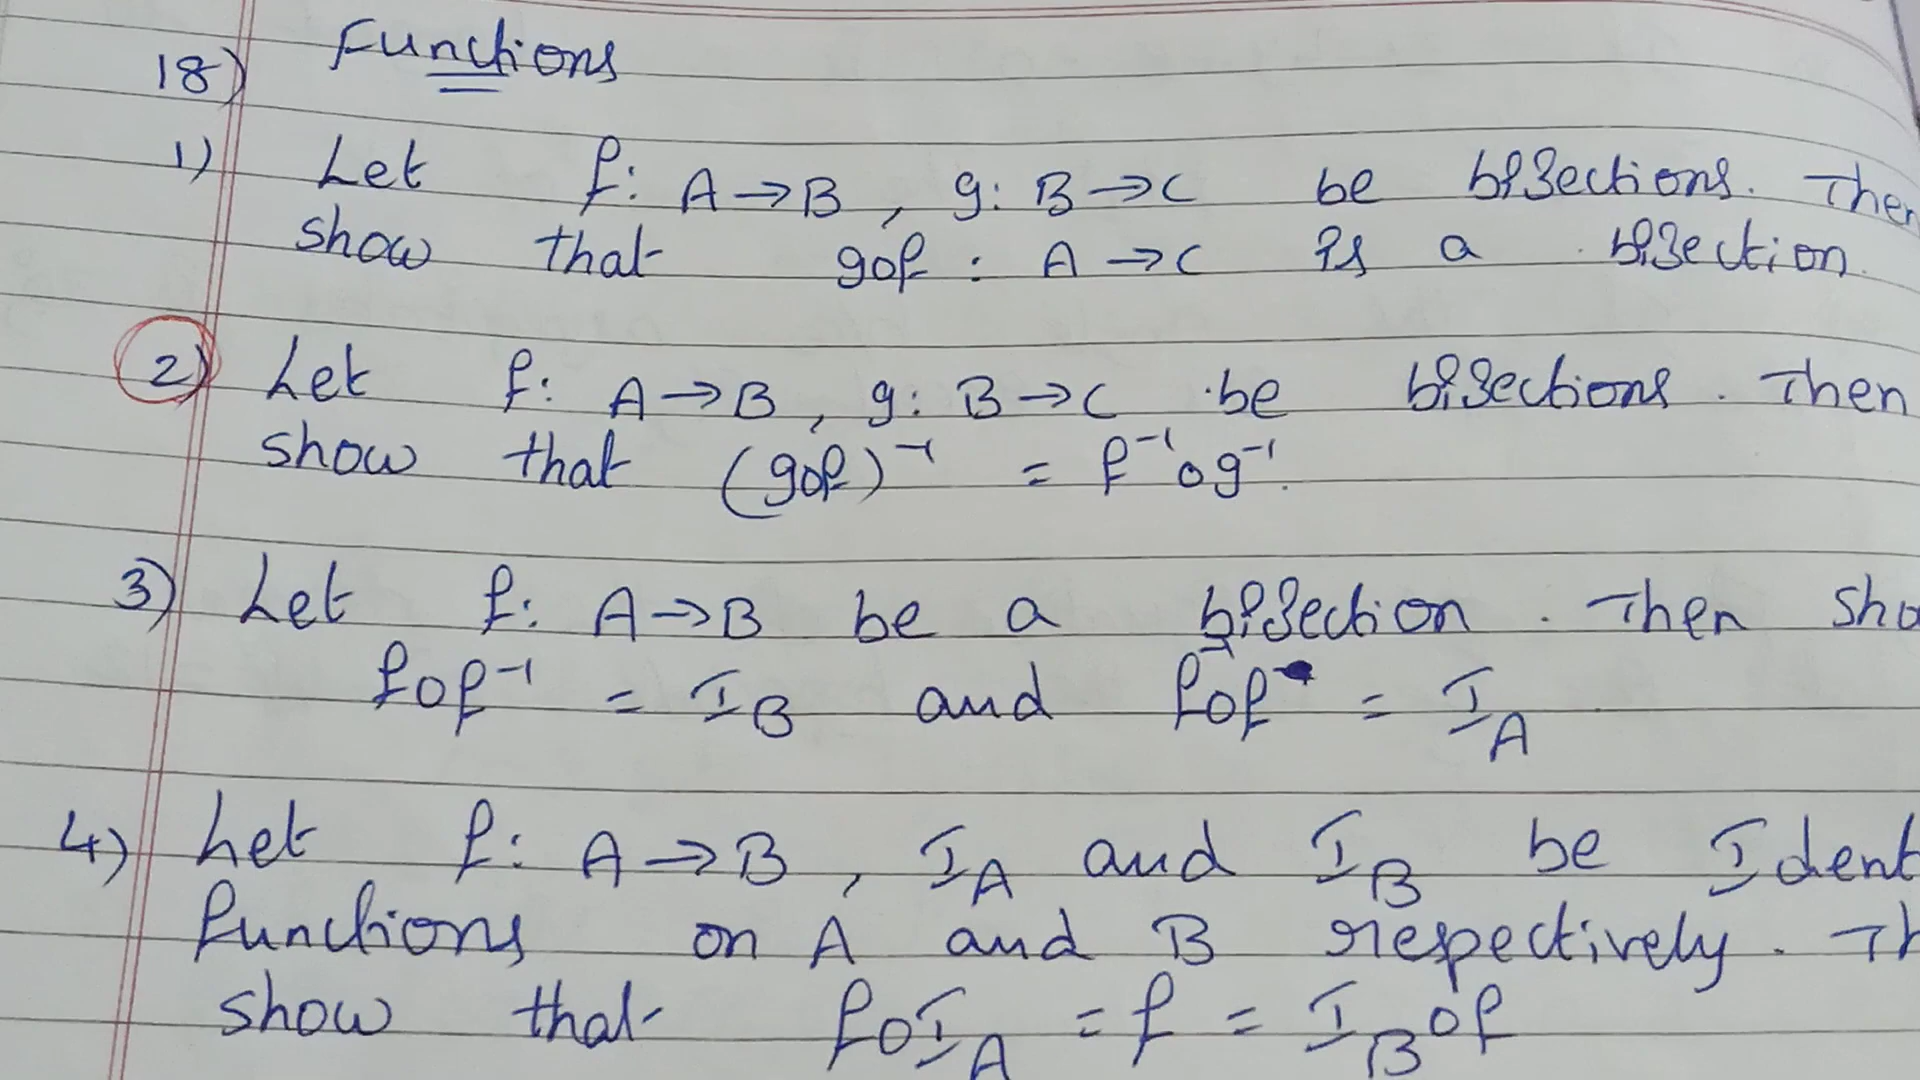 18) Functions
1) Let f: A→B, g: B→C be bijections. Then
show that gof : A→C is a bijection.
2) Let f: A→B, g: B→C be bijections. Then
show that (gof)⁻¹ = f⁻¹og⁻¹.
3) Let f: A→B be a bijection. Then sho
fof⁻¹ = I_B and f⁻¹of = I_A
4) Let f: A→B, I_A and I_B be Ident
functions on A and B respectively. Th
show that foI_A = f = I_Bof